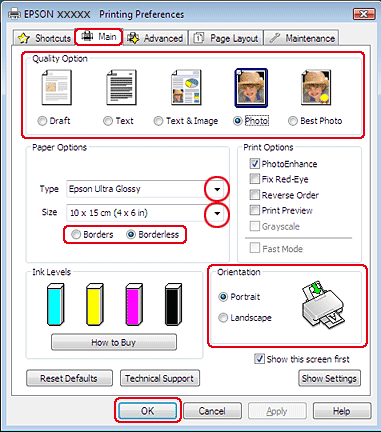 EPSON XXXXX Printing Preferences
Shortcuts Main Advanced Page Layout Maintenance
Quality Option
Draft Text Text & Image Photo Best Photo
Paper Options
Type Epson Ultra Glossy
Size 10 x 15 cm (4 x 6 in)
Borders Borderless
Print Options
PhotoEnhance
Fix Red-Eye
Reverse Order
Print Preview
Grayscale
Fast Mode
Ink Levels
How to Buy
Orientation
Portrait
Landscape
Show this screen first
Reset Defaults Technical Support Show Settings
OK Cancel Apply Help